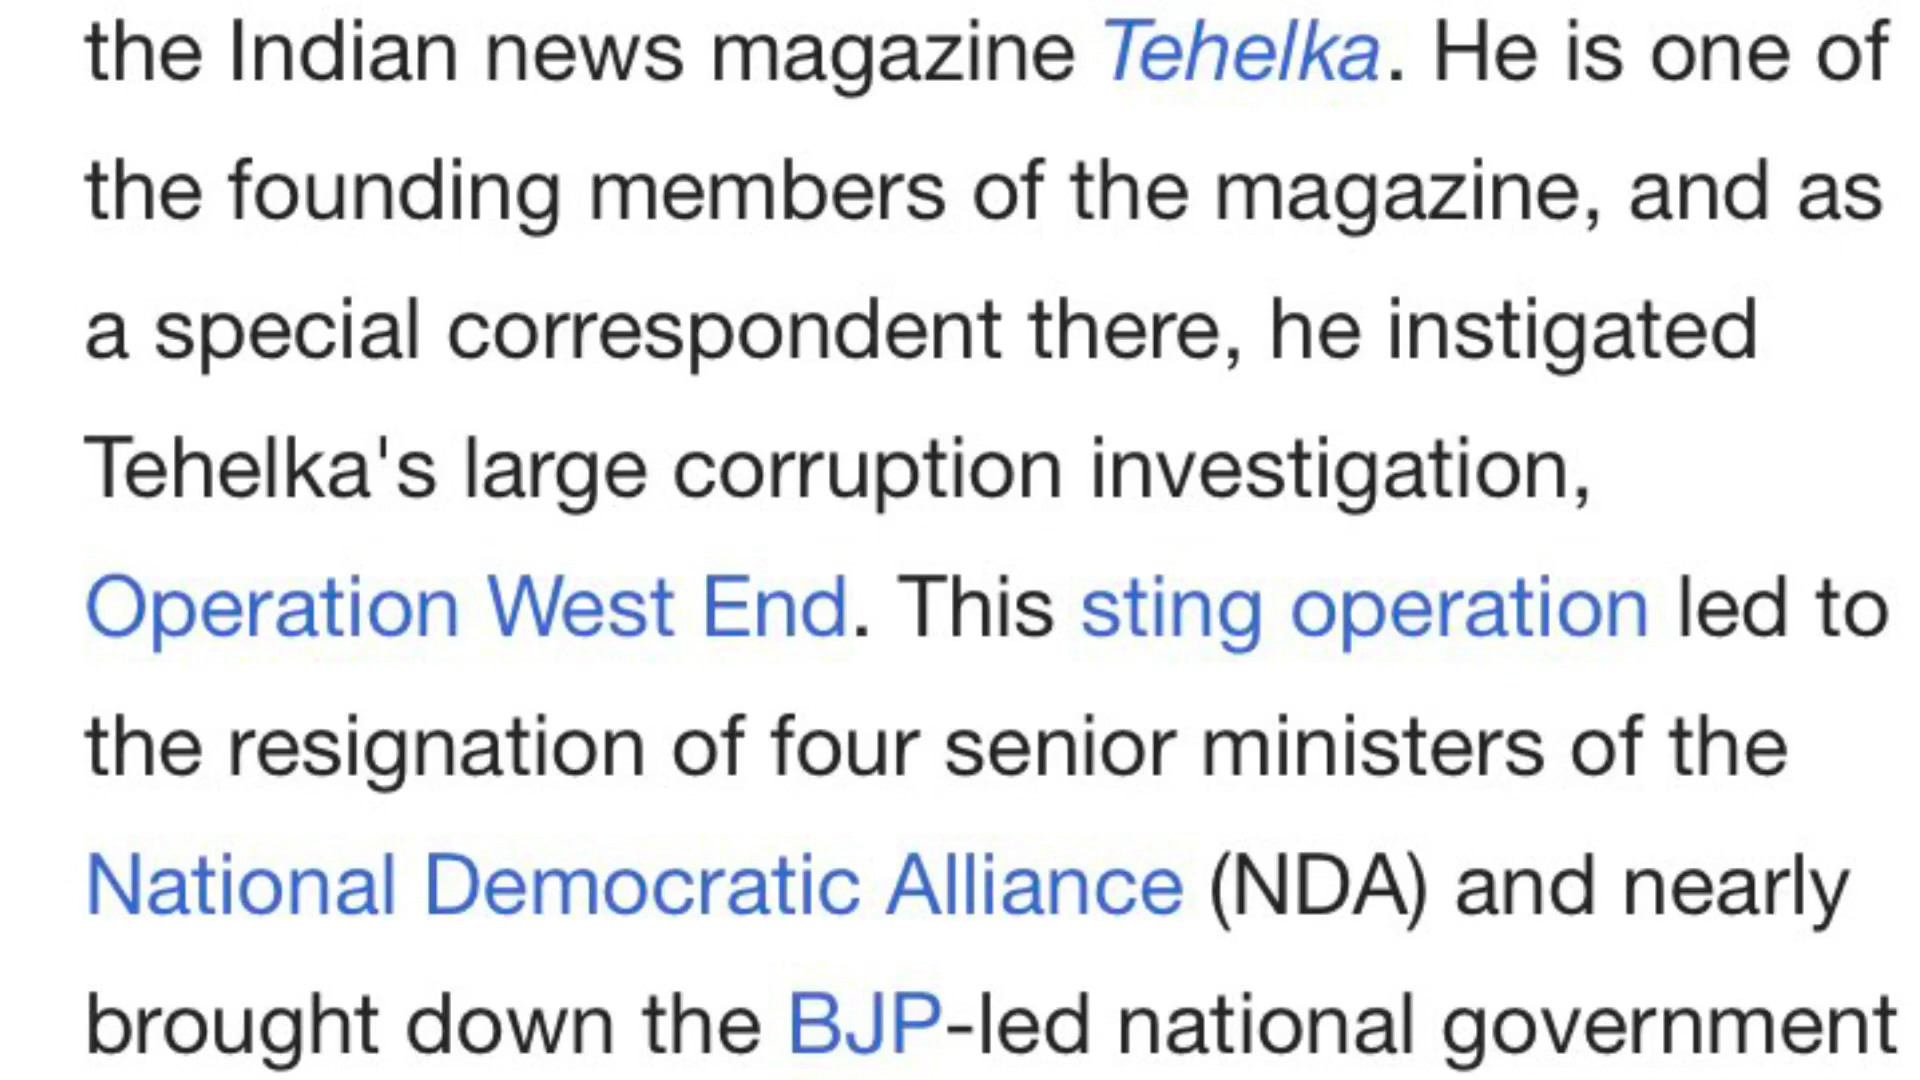 the Indian news magazine Tehelka. He is one of
the founding members of the magazine, and as
a special correspondent there, he instigated
Tehelka's large corruption investigation,
Operation West End. This sting operation led to
the resignation of four senior ministers of the
National Democratic Alliance (NDA) and nearly
brought down the BJP-led national government